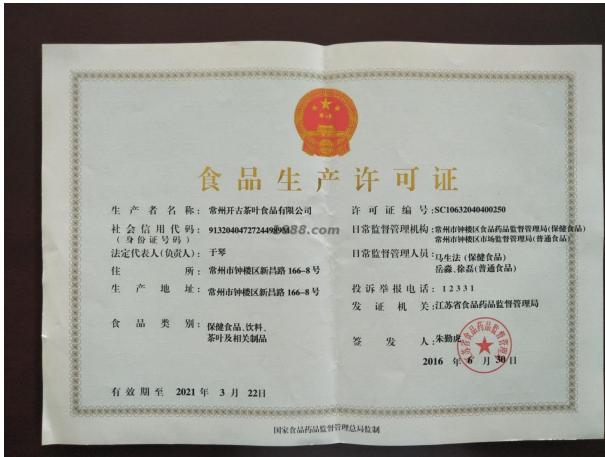 食品生产许可证
生产者名称：常州开古茶叶食品有限公司
社会信用代码：
（身份证号码）
法定代表人(负责人)：于琴
住所：常州市钟楼区新昌路166-8号
生产地址：常州市钟楼区新昌路166-8号
食品类别：保健食品、饮料、
茶叶及相关制品
有效期至 2021 年 3 月 22日
许可证编号:SC10632040400250
日常监督管理机构:常州市钟楼区食品药品监督管理局(保健食品)
常州市钟楼区市场监督管理局(普通食品)
日常监督管理人员:马生法 (保健食品)
岳淼、徐磊(普通食品)
投诉举报电话:12331
发证机关:江苏省食品药品监督管理局
签发人:朱勤虎
2016 年 6 月 30日
国家食品药品监督管理总局监制